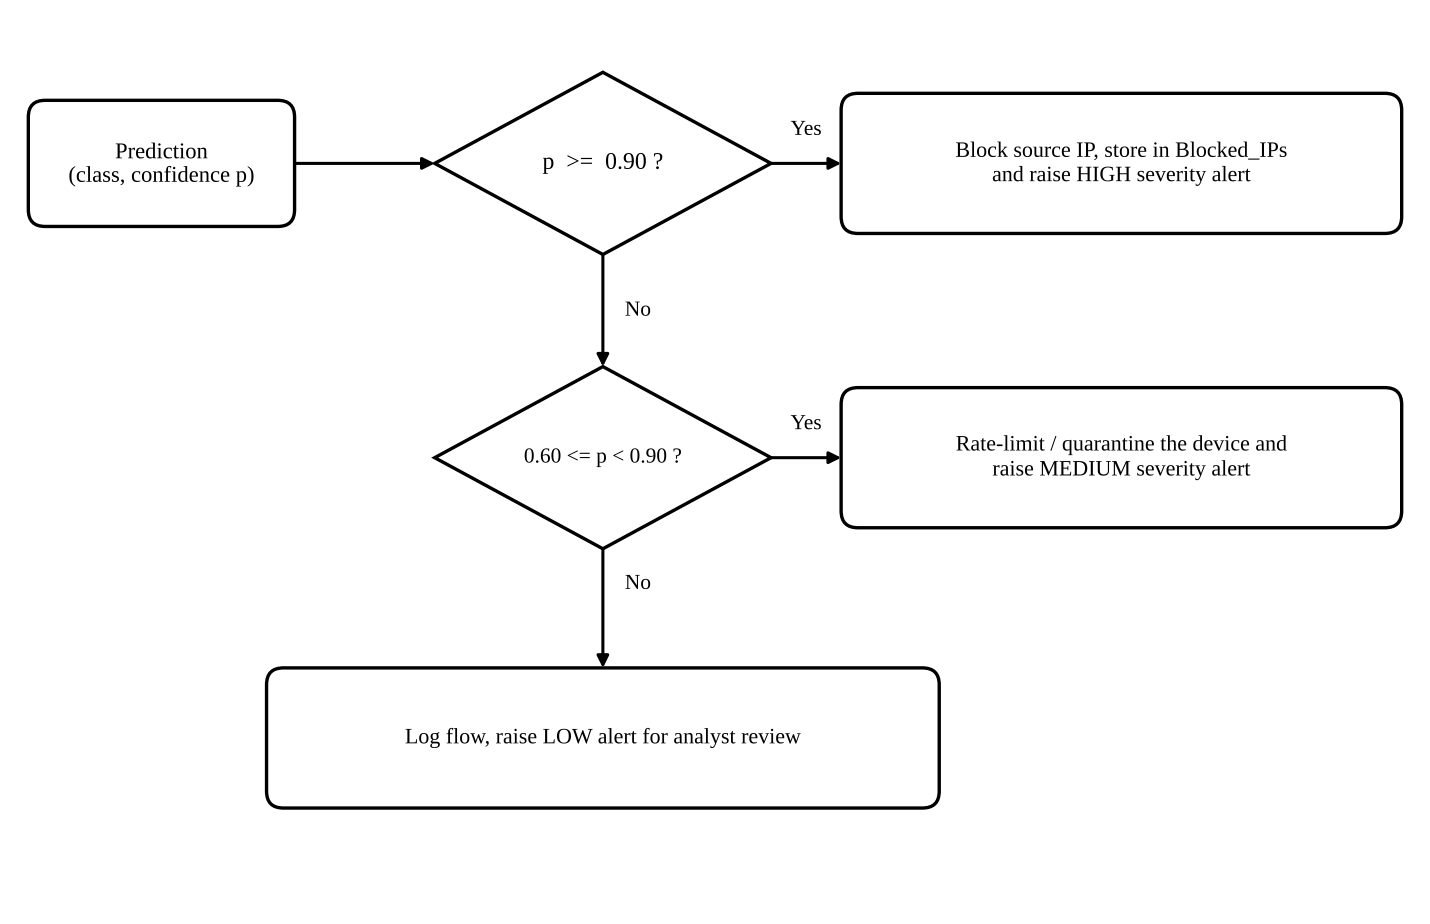 Prediction
(class, confidence p)
p >= 0.90 ?
Yes
Block source IP, store in Blocked_IPs
and raise HIGH severity alert
No
0.60 <= p < 0.90 ?
Yes
Rate-limit / quarantine the device and
raise MEDIUM severity alert
No
Log flow, raise LOW alert for analyst review